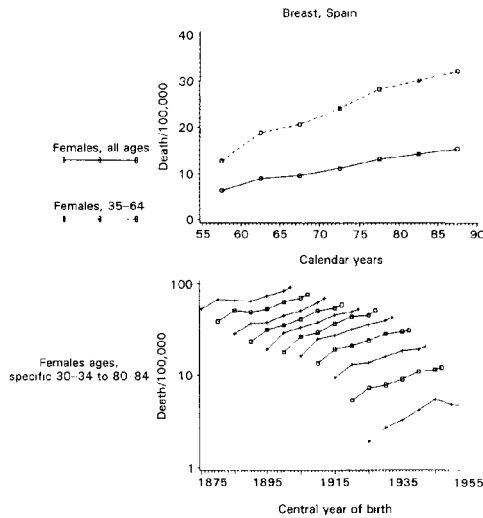 Breast, Spain
40
30
20
10
0
Death/100,000
55 60 65 70 75 80 85 90
Calendar years
Females, all ages
Females, 35–64
100
10
1
Death/100,000
1875 1895 1915 1935 1955
Central year of birth
Females ages,
specific 30–34 to 80–84